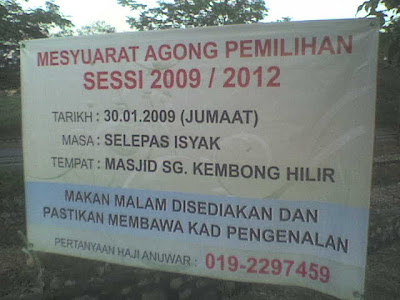 MESYUARAT AGONG PEMILIHAN
SESSI 2009 / 2012
TARIKH : 30.01.2009 (JUMAAT)
MASA : SELEPAS ISYAK
TEMPAT : MASJID SG. KEMBONG HILIR
MAKAN MALAM DISEDIAKAN DAN
PASTIKAN MEMBAWA KAD PENGENALAN
PERTANYAAN HAJI ANUWAR : 019-2297459